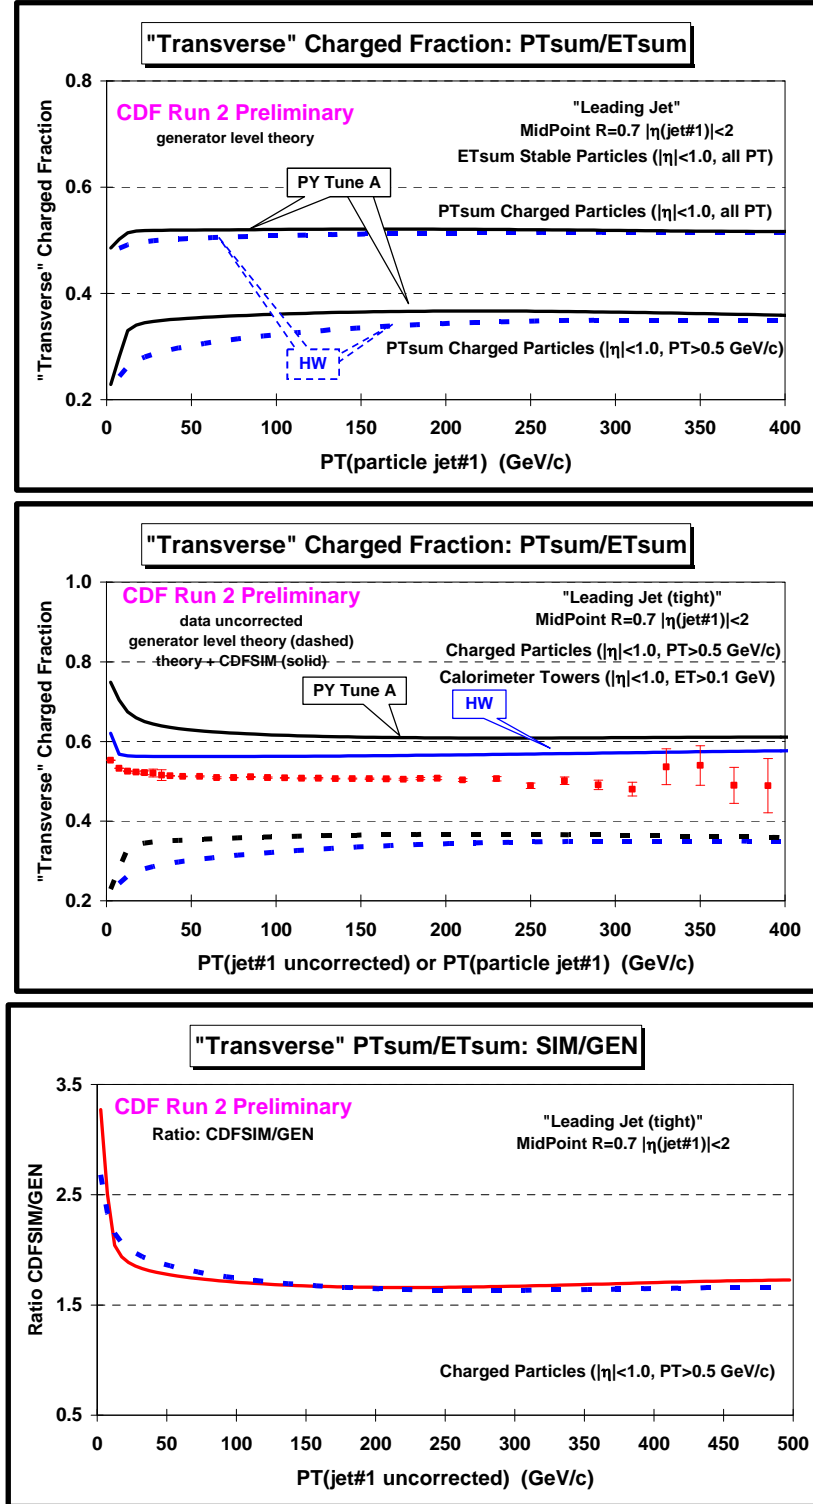 "Transverse" Charged Fraction: PTsum/ETsum
0.8
CDF Run 2 Preliminary
generator level theory
"Leading Jet"
MidPoint R=0.7 |η(jet#1)|<2
ETsum Stable Particles (|η|<1.0, all PT)
PY Tune A
0.6
PTsum Charged Particles (|η|<1.0, all PT)
"Transverse" Charged Fraction
0.4
HW
PTsum Charged Particles (|η|<1.0, PT>0.5 GeV/c)
0.2
0 50 100 150 200 250 300 350 400
PT(particle jet#1) (GeV/c)
"Transverse" Charged Fraction: PTsum/ETsum
1.0
CDF Run 2 Preliminary
data uncorrected
generator level theory (dashed)
theory + CDFSIM (solid)
"Leading Jet (tight)"
MidPoint R=0.7 |η(jet#1)|<2
Charged Particles (|η|<1.0, PT>0.5 GeV/c)
Calorimeter Towers (|η|<1.0, ET>0.1 GeV)
0.8
PY Tune A
HW
"Transverse" Charged Fraction
0.6
0.4
0.2
0 50 100 150 200 250 300 350 400
PT(jet#1 uncorrected) or PT(particle jet#1) (GeV/c)
"Transverse" PTsum/ETsum: SIM/GEN
3.5
CDF Run 2 Preliminary
Ratio: CDFSIM/GEN
"Leading Jet (tight)"
MidPoint R=0.7 |η(jet#1)|<2
2.5
Ratio CDFSIM/GEN
1.5
Charged Particles (|η|<1.0, PT>0.5 GeV/c)
0.5
0 50 100 150 200 250 300 350 400 450 500
PT(jet#1 uncorrected) (GeV/c)